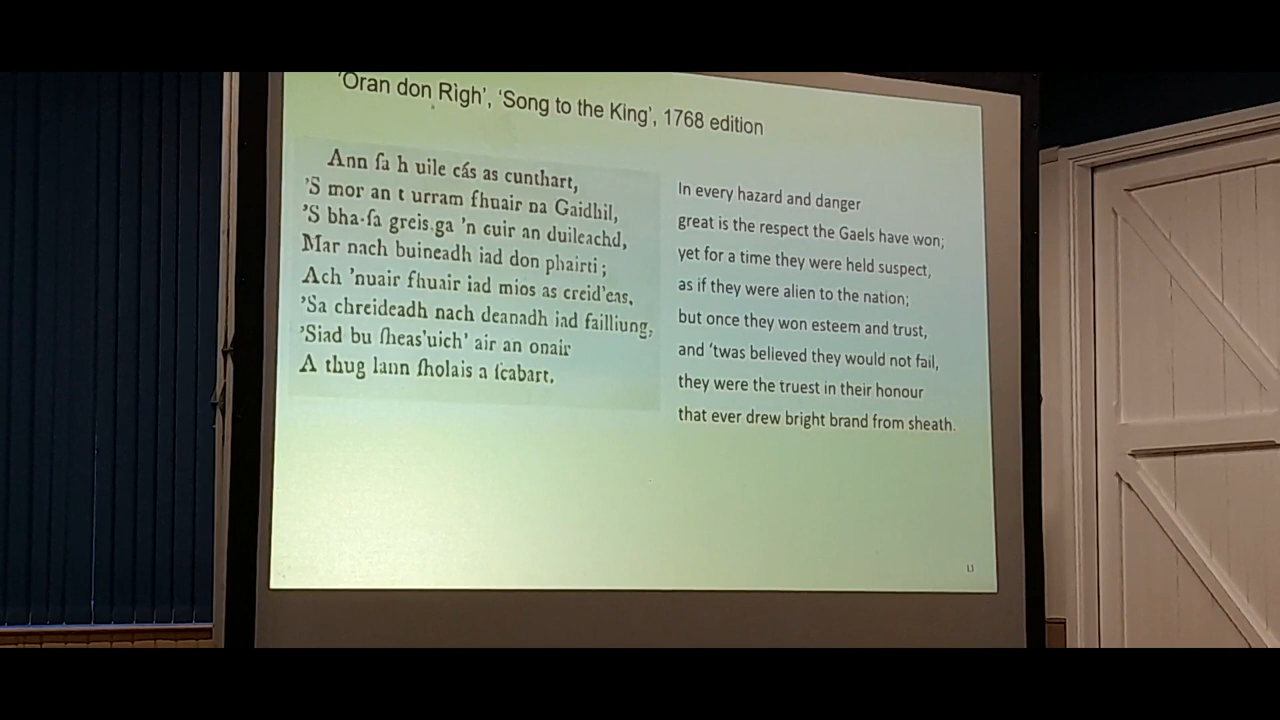 ‘Òran don Rìgh’, ‘Song to the King’, 1768 edition
Ann ſa h uile cás as cunthart,
’S mor an t urram fhuair na Gaidhil,
’S bha-ſa greis ga ’n cuir an duileachd,
Mar nach buineadh iad don phairti ;
Ach ’nuair fhuair iad mios as creid’eas,
’Sa chreideadh nach deanadh iad failliung,
’Siad bu ſheas’uich’ air an onair
A thug lann ſholais a ſcabart.
In every hazard and danger
great is the respect the Gaels have won;
yet for a time they were held suspect,
as if they were alien to the nation;
but once they won esteem and trust,
and ‘twas believed they would not fail,
they were the truest in their honour
that ever drew bright brand from sheath.
13